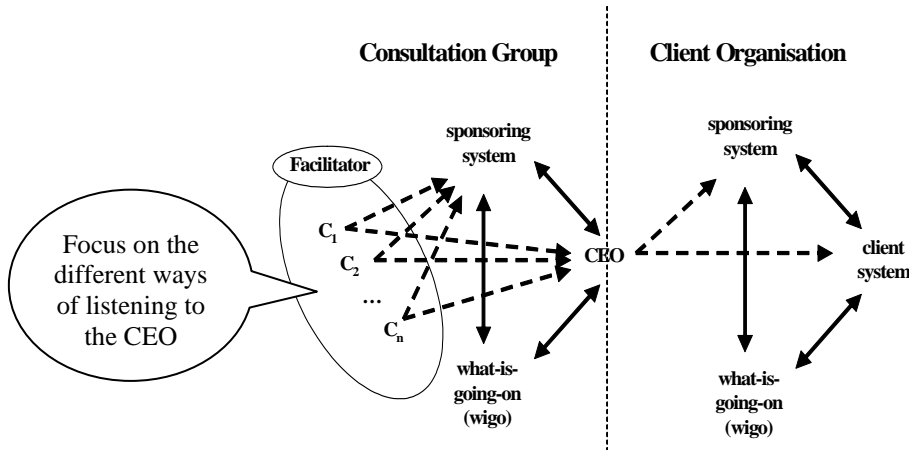 Consultation Group
Client Organisation
sponsoring
system
sponsoring
system
Facilitator
Focus on the
different ways
of listening to
the CEO
C1
C2
...
Cn
CEO
client
system
what-is-
going-on
(wigo)
what-is-
going-on
(wigo)